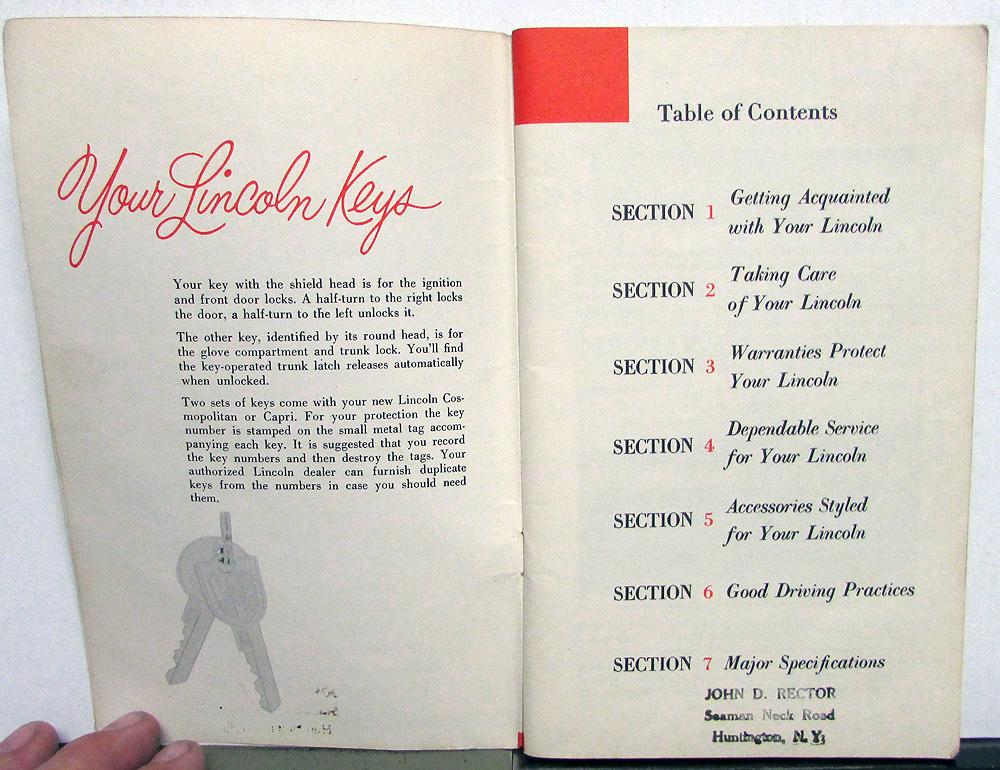 Your Lincoln Keys
Your key with the shield head is for the ignition
and front door locks. A half-turn to the right locks
the door, a half-turn to the left unlocks it.
The other key, identified by its round head, is for
the glove compartment and trunk lock. You'll find
the key-operated trunk latch releases automatically
when unlocked.
Two sets of keys come with your new Lincoln Cos-
mopolitan or Capri. For your protection the key
number is stamped on the small metal tag accom-
panying each key. It is suggested that you record
the key numbers and then destroy the tags. Your
authorized Lincoln dealer can furnish duplicate
keys from the numbers in case you should need
them.
Table of Contents
SECTION 1 Getting Acquainted
with Your Lincoln
SECTION 2 Taking Care
of Your Lincoln
SECTION 3 Warranties Protect
Your Lincoln
SECTION 4 Dependable Service
for Your Lincoln
SECTION 5 Accessories Styled
for Your Lincoln
SECTION 6 Good Driving Practices
SECTION 7 Major Specifications
JOHN D. RECTOR
Seaman Neck Road
Huntington, N. Y.